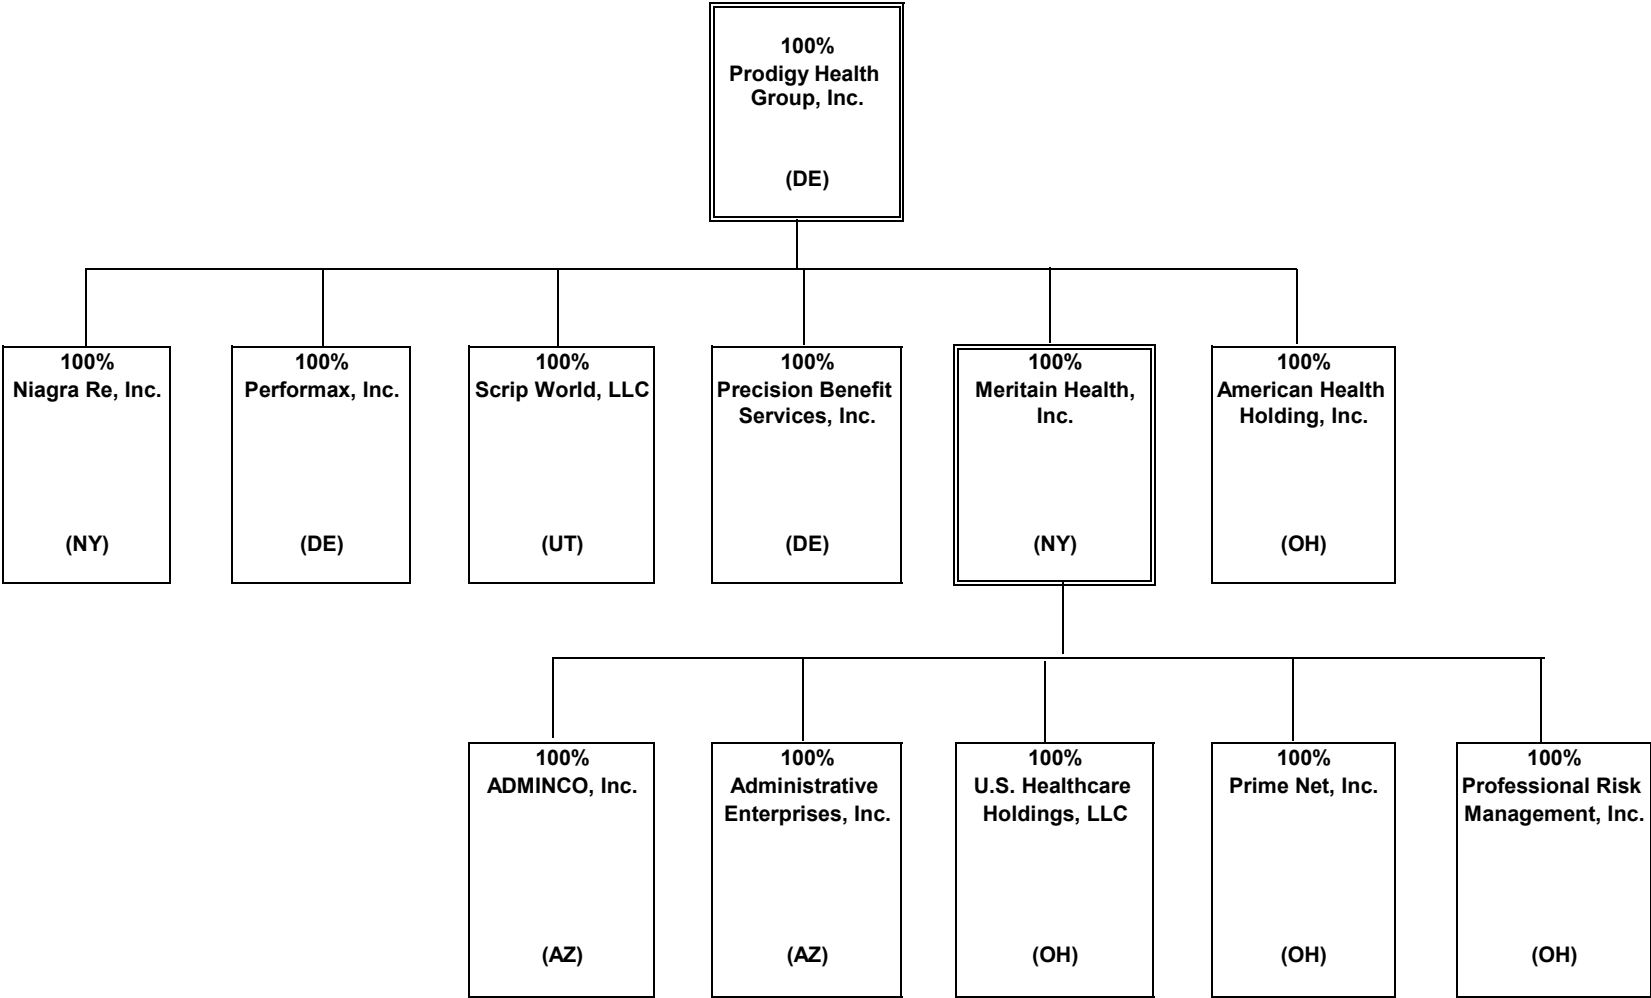 100%
Prodigy Health
Group, Inc.
(DE)
100%
Niagra Re, Inc.
(NY)
100%
Performax, Inc.
(DE)
100%
Scrip World, LLC
(UT)
100%
Precision Benefit
Services, Inc.
(DE)
100%
Meritain Health,
Inc.
(NY)
100%
American Health
Holding, Inc.
(OH)
100%
ADMINCO, Inc.
(AZ)
100%
Administrative
Enterprises, Inc.
(AZ)
100%
U.S. Healthcare
Holdings, LLC
(OH)
100%
Prime Net, Inc.
(OH)
100%
Professional Risk
Management, Inc.
(OH)